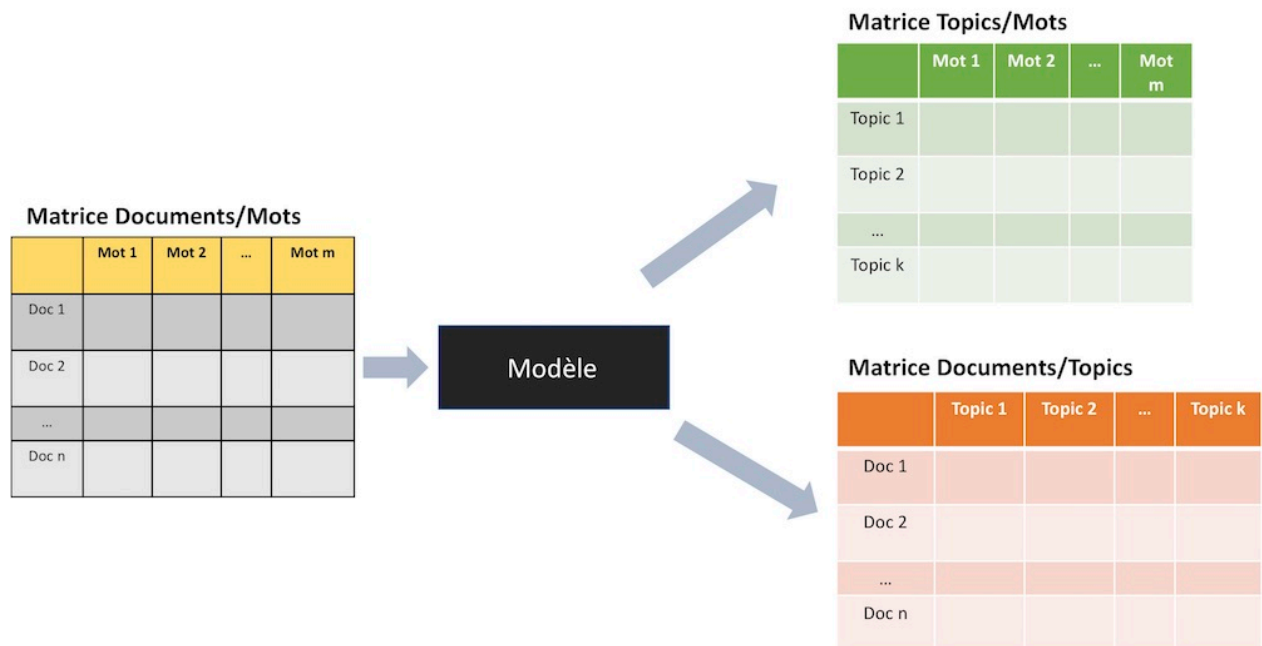 Matrice Documents/Mots
Mot 1 Mot 2 ... Mot m
Doc 1
Doc 2
...
Doc n
Modèle
Matrice Topics/Mots
Mot 1 Mot 2 ... Mot
m
Topic 1
Topic 2
...
Topic k
Matrice Documents/Topics
Topic 1 Topic 2 ... Topic k
Doc 1
Doc 2
...
Doc n